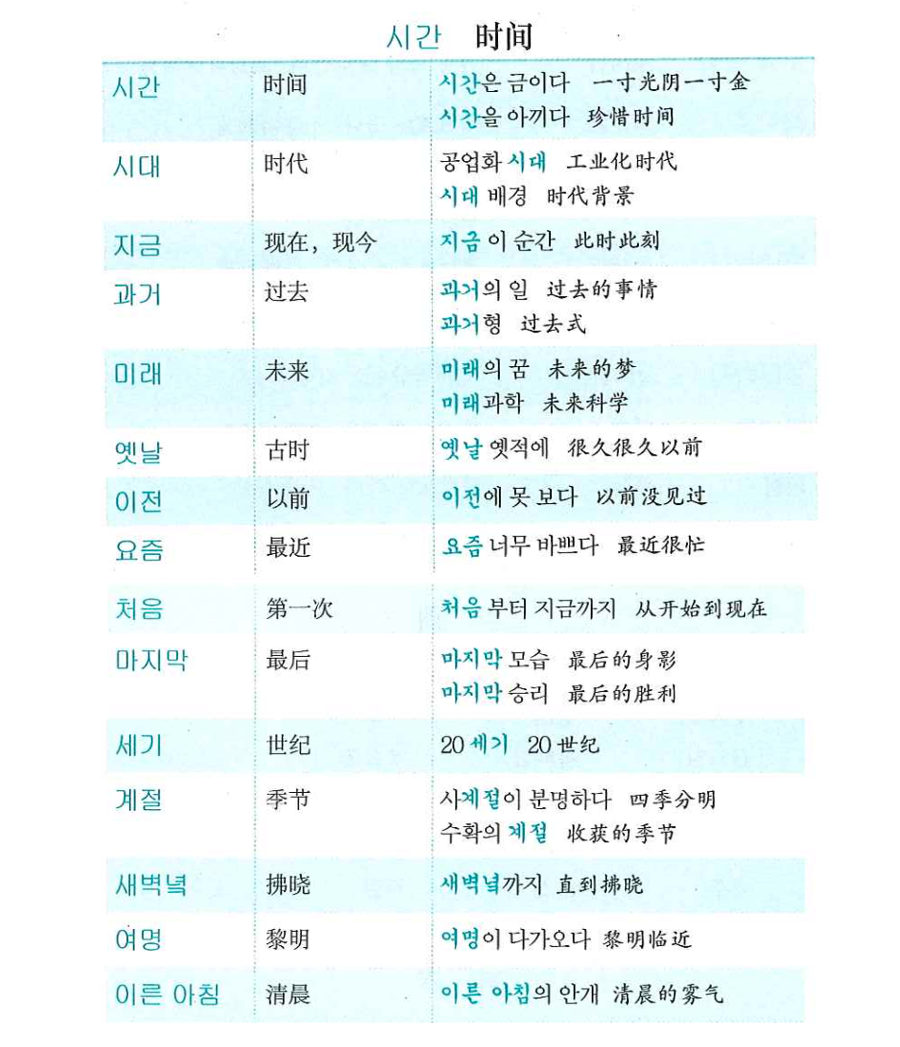 시간 时间
시간 时间 시간은 금이다 一寸光阴一寸金
시간을 아끼다 珍惜时间
시대 时代 공업화 시대 工业化时代
시대 배경 时代背景
지금 现在，现今 지금 이 순간 此时此刻
과거 过去 과거의 일 过去的事情
과거형 过去式
미래 未来 미래의 꿈 未来的梦
미래과학 未来科学
옛날 古时 옛날 옛적에 很久很久以前
이전 以前 이전에 못 보다 以前没见过
요즘 最近 요즘 너무 바쁘다 最近很忙
처음 第一次 처음 부터 지금까지 从开始到现在
마지막 最后 마지막 모습 最后的身影
마지막 승리 最后的胜利
세기 世纪 20 세기 20 世纪
계절 季节 사계절이 분명하다 四季分明
수확의 계절 收获的季节
새벽녘 拂晓 새벽녘까지 直到拂晓
여명 黎明 여명이 다가오다 黎明临近
이른 아침 清晨 이른 아침의 안개 清晨的雾气